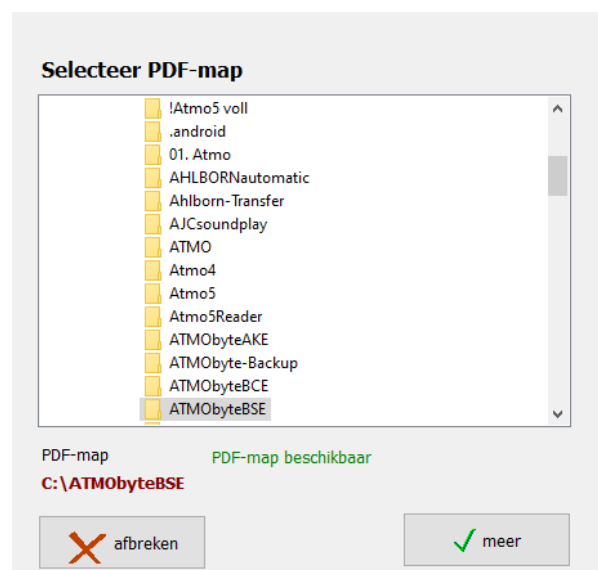 Selecteer PDF-map
!Atmo5 voll
.android
01. Atmo
AHLBORNautomatic
Ahlborn-Transfer
AJCsoundplay
ATMO
Atmo4
Atmo5
Atmo5Reader
ATMObyteAKE
ATMObyte-Backup
ATMObyteBCE
ATMObyteBSE
PDF-map PDF-map beschikbaar
C:\ATMObyteBSE
afbreken meer